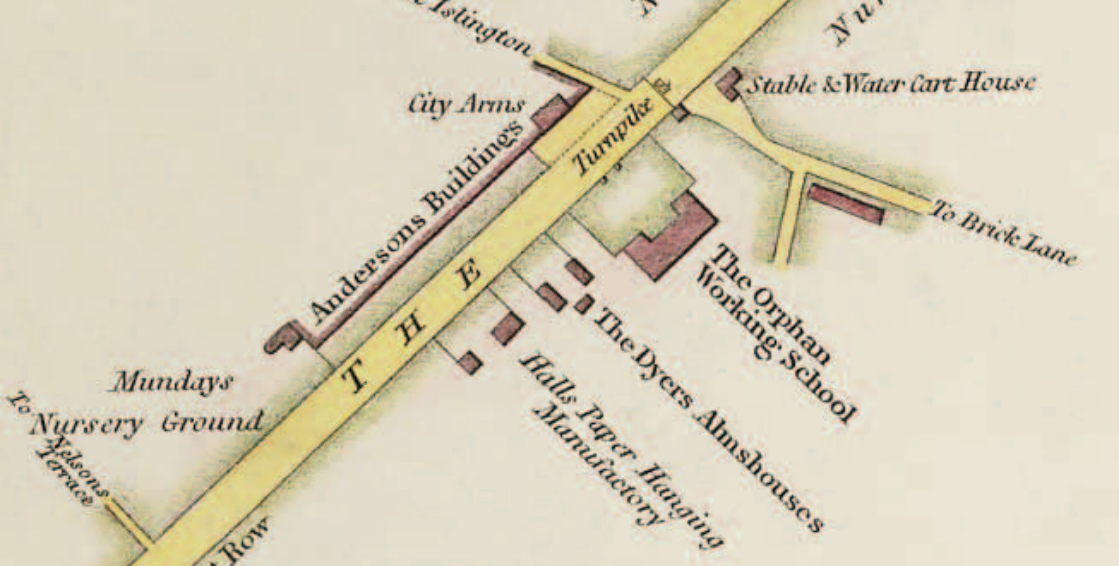 Islington
City Arms
Stable & Water Cart House
Turnpike
Andersons Buildings
To Brick Lane
The Orphan
Working School
THE
The Dyers Almshouses
Halls Paper Hanging
Manufactory
Mundays
Nursery Ground
To
Nelsons
Terrace
Row